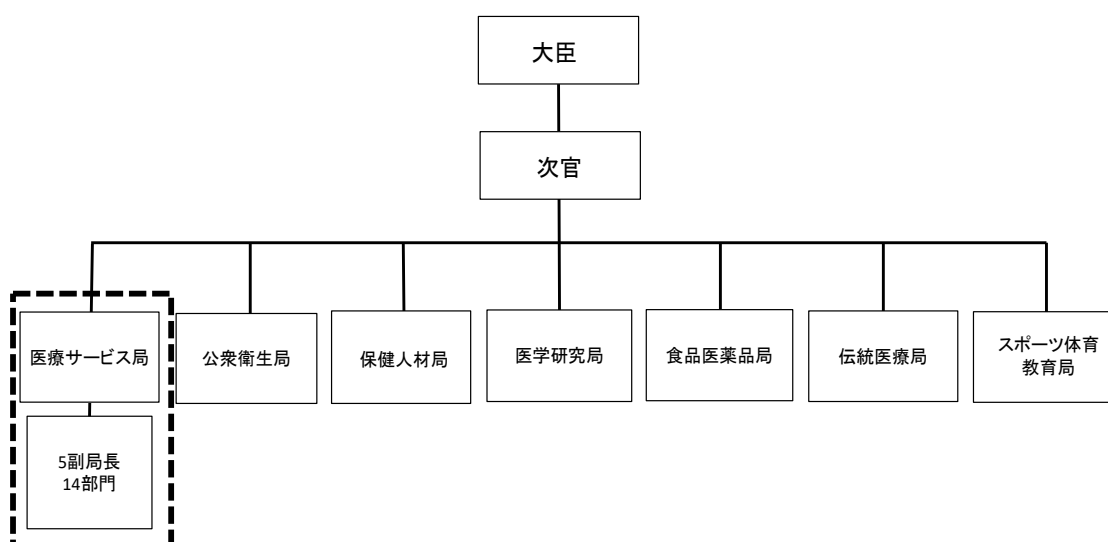 大臣
次官
医療サービス局
公衆衛生局
保健人材局
医学研究局
食品医薬品局
伝統医療局
スポーツ体育
教育局
5副局長
14部門